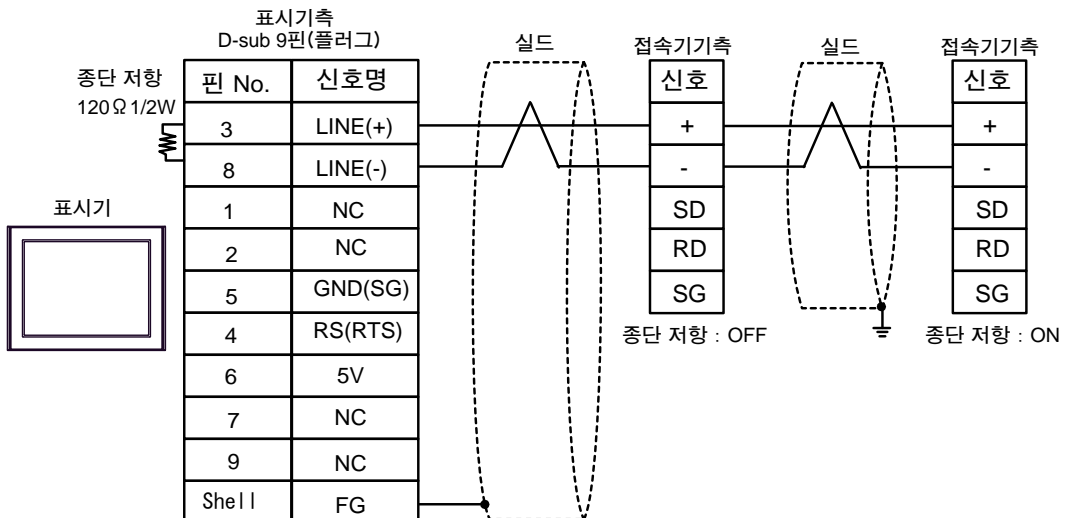 표시기측
D-sub 9핀(플러그)
실드
접속기기측
실드
접속기기측
종단 저항
120Ω 1/2W
핀 No.
신호명
신호
신호
3
LINE(+)
+
+
8
LINE(-)
-
-
표시기
1
NC
SD
SD
2
NC
RD
RD
5
GND(SG)
SG
SG
4
RS(RTS)
종단 저항 : OFF
종단 저항 : ON
6
5V
7
NC
9
NC
Shell
FG